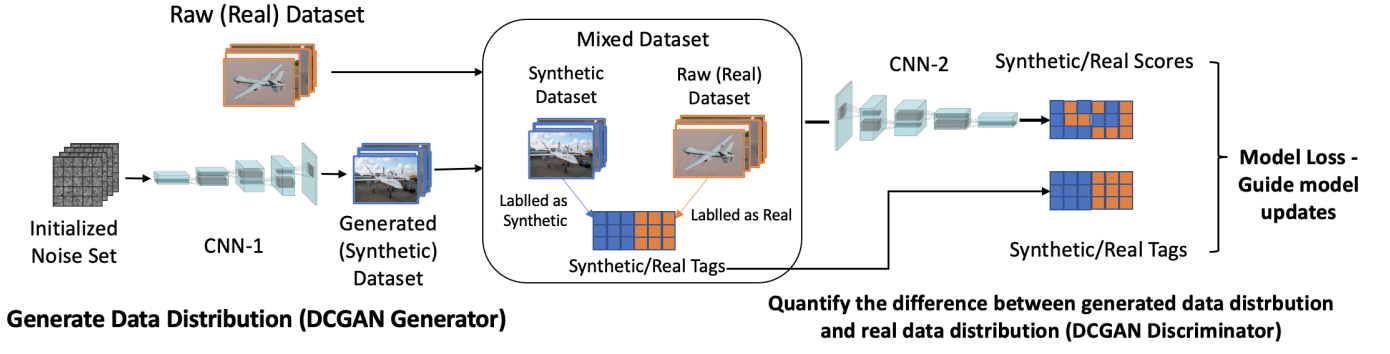 Raw (Real) Dataset
Initialized
Noise Set
CNN-1
Generated
(Synthetic)
Dataset
Generate Data Distribution (DCGAN Generator)
Mixed Dataset
Synthetic
Dataset
Raw (Real)
Dataset
Lablled as
Synthetic
Lablled as Real
Synthetic/Real Tags
CNN-2
Synthetic/Real Scores
Synthetic/Real Tags
Model Loss -
Guide model
updates
Quantify the difference between generated data distrbution
and real data distribution (DCGAN Discriminator)